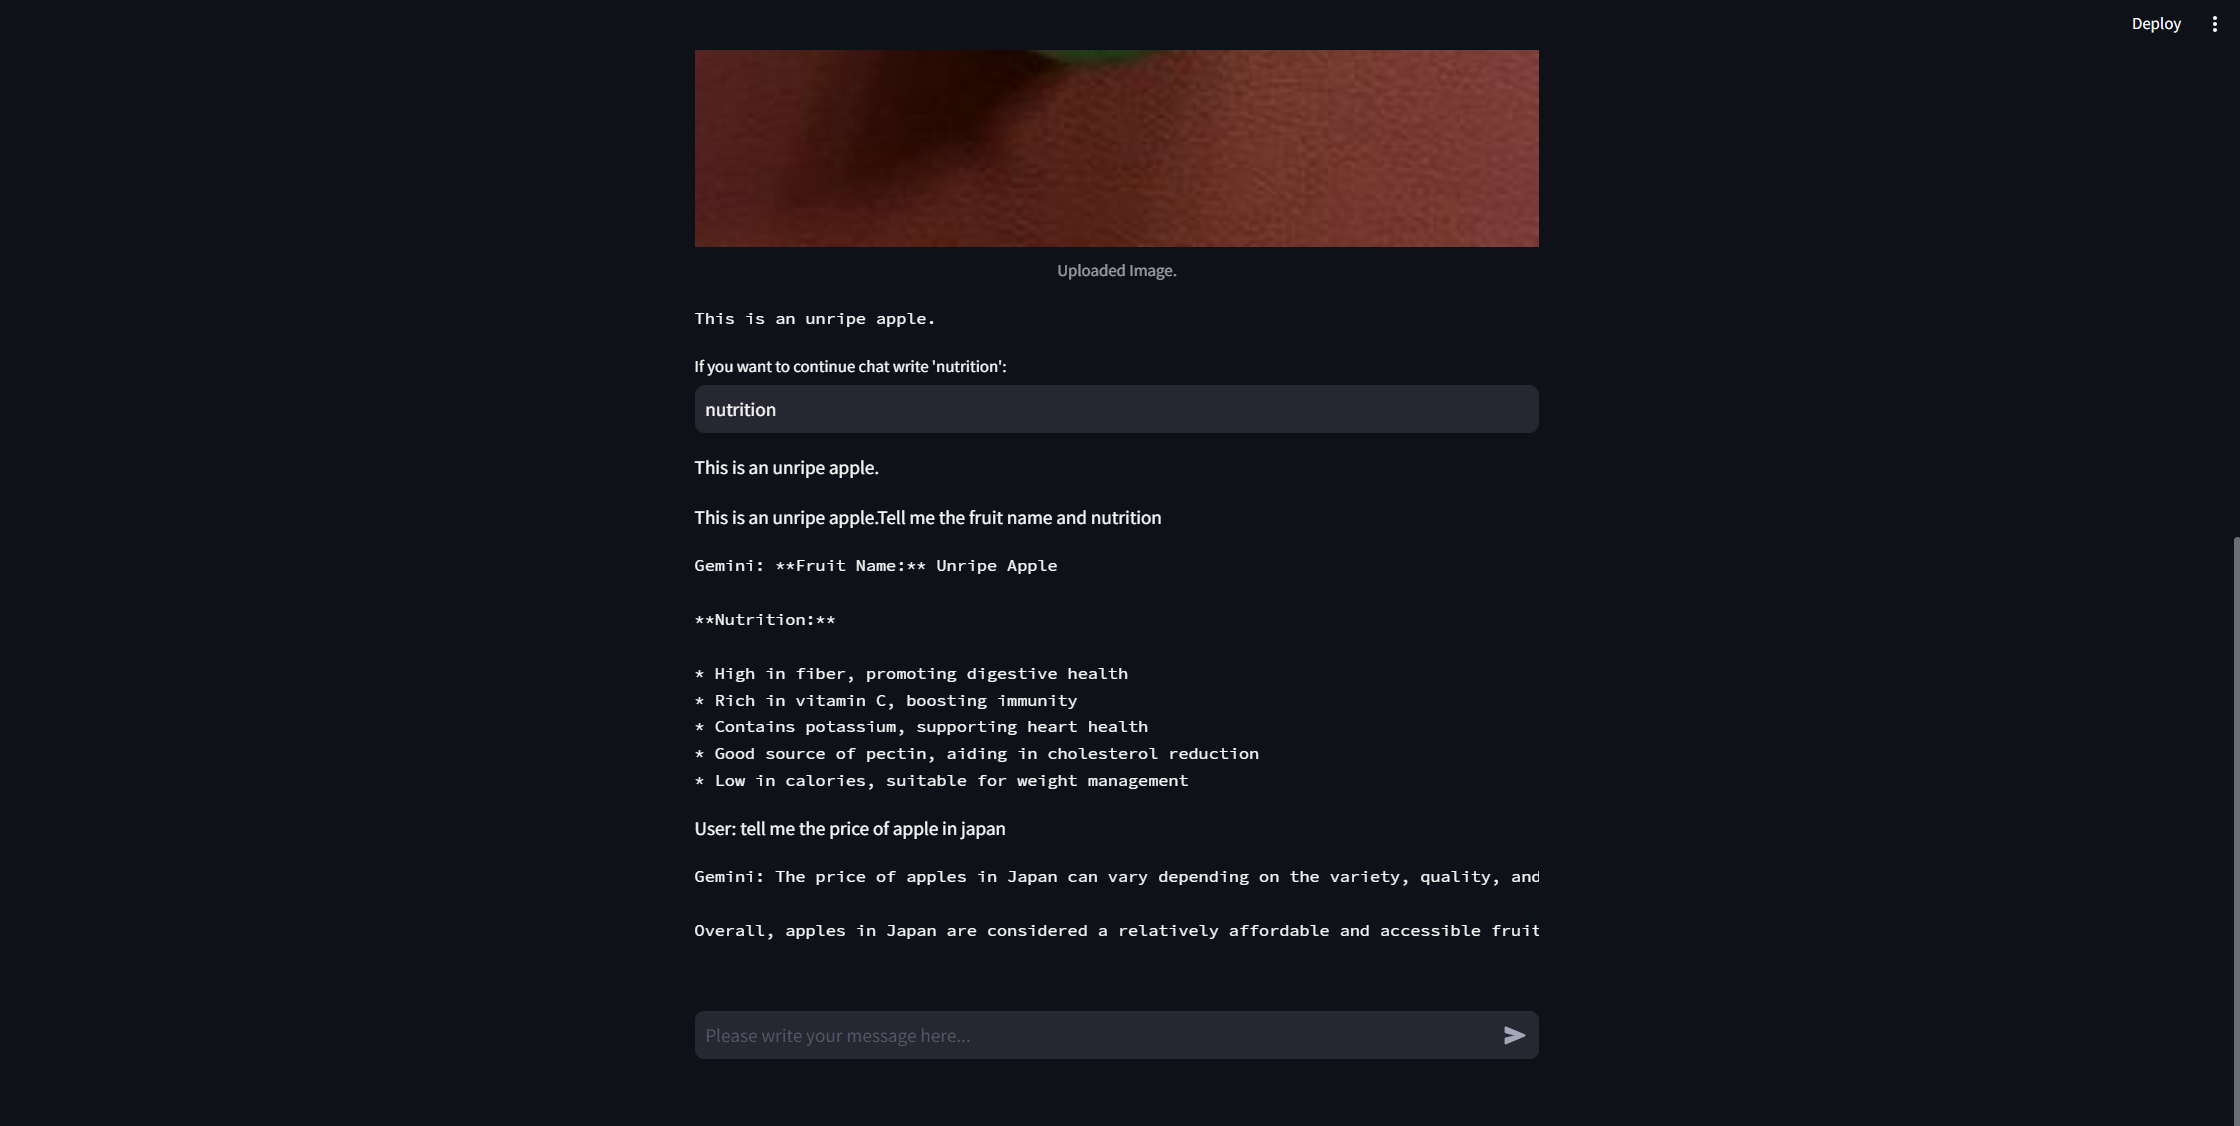 Deploy
Uploaded Image.
This is an unripe apple.
If you want to continue chat write 'nutrition':
nutrition
This is an unripe apple.
This is an unripe apple.Tell me the fruit name and nutrition
Gemini: **Fruit Name:** Unripe Apple
**Nutrition:**
* High in fiber, promoting digestive health
* Rich in vitamin C, boosting immunity
* Contains potassium, supporting heart health
* Good source of pectin, aiding in cholesterol reduction
* Low in calories, suitable for weight management
User: tell me the price of apple in japan
Gemini: The price of apples in Japan can vary depending on the variety, quality, and
Overall, apples in Japan are considered a relatively affordable and accessible fruit
Please write your message here...